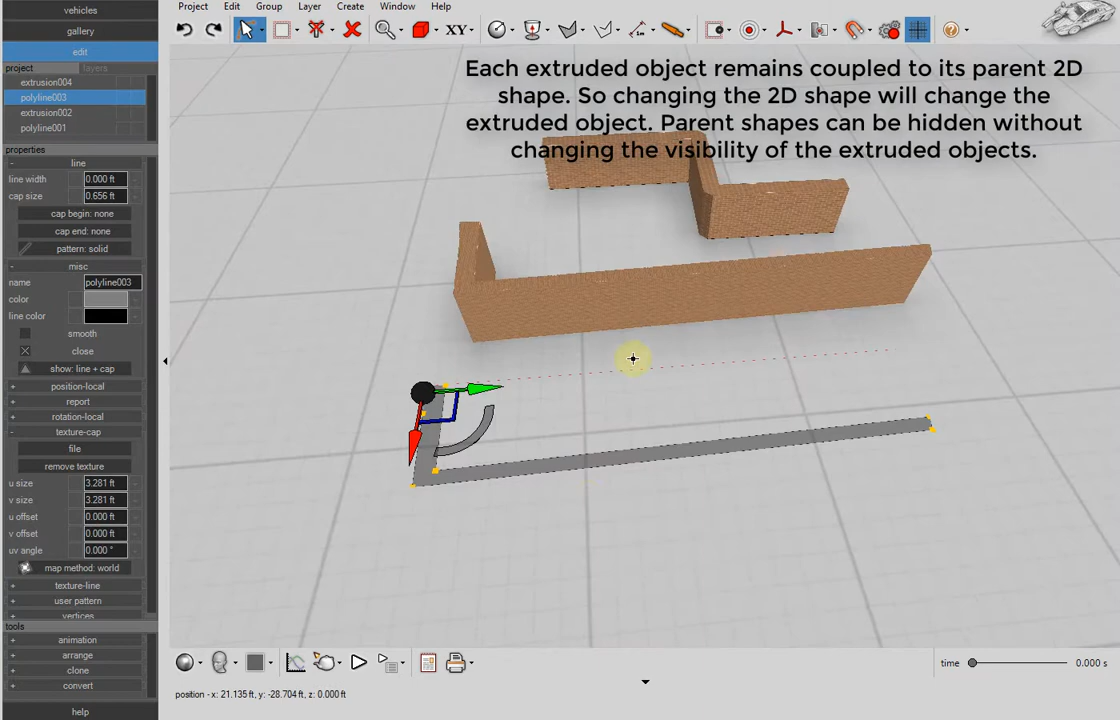 Project Edit Group Layer Create Window Help
vehicles
gallery
edit
project layers
extrusion004
polyline003
extrusion002
polyline001
properties
- line
line width 0.000 ft
cap size 0.656 ft
cap begin: none
cap end: none
pattern: solid
- misc
name polyline003
color
line color
smooth
close
show: line + cap
+ position-local
+ report
+ rotation-local
- texture-cap
file
remove texture
u size 3.281 ft
v size 3.281 ft
u offset 0.000 ft
v offset 0.000 ft
uv angle 0.000 °
map method: world
+ texture-line
+ user pattern
+ vertices
tools
+ animation
+ arrange
+ clone
+ convert
help
XY
Each extruded object remains coupled to its parent 2D
shape. So changing the 2D shape will change the
extruded object. Parent shapes can be hidden without
changing the visibility of the extruded objects.
time 0.000 s
position - x: 21.135 ft, y: -28.704 ft, z: 0.000 ft